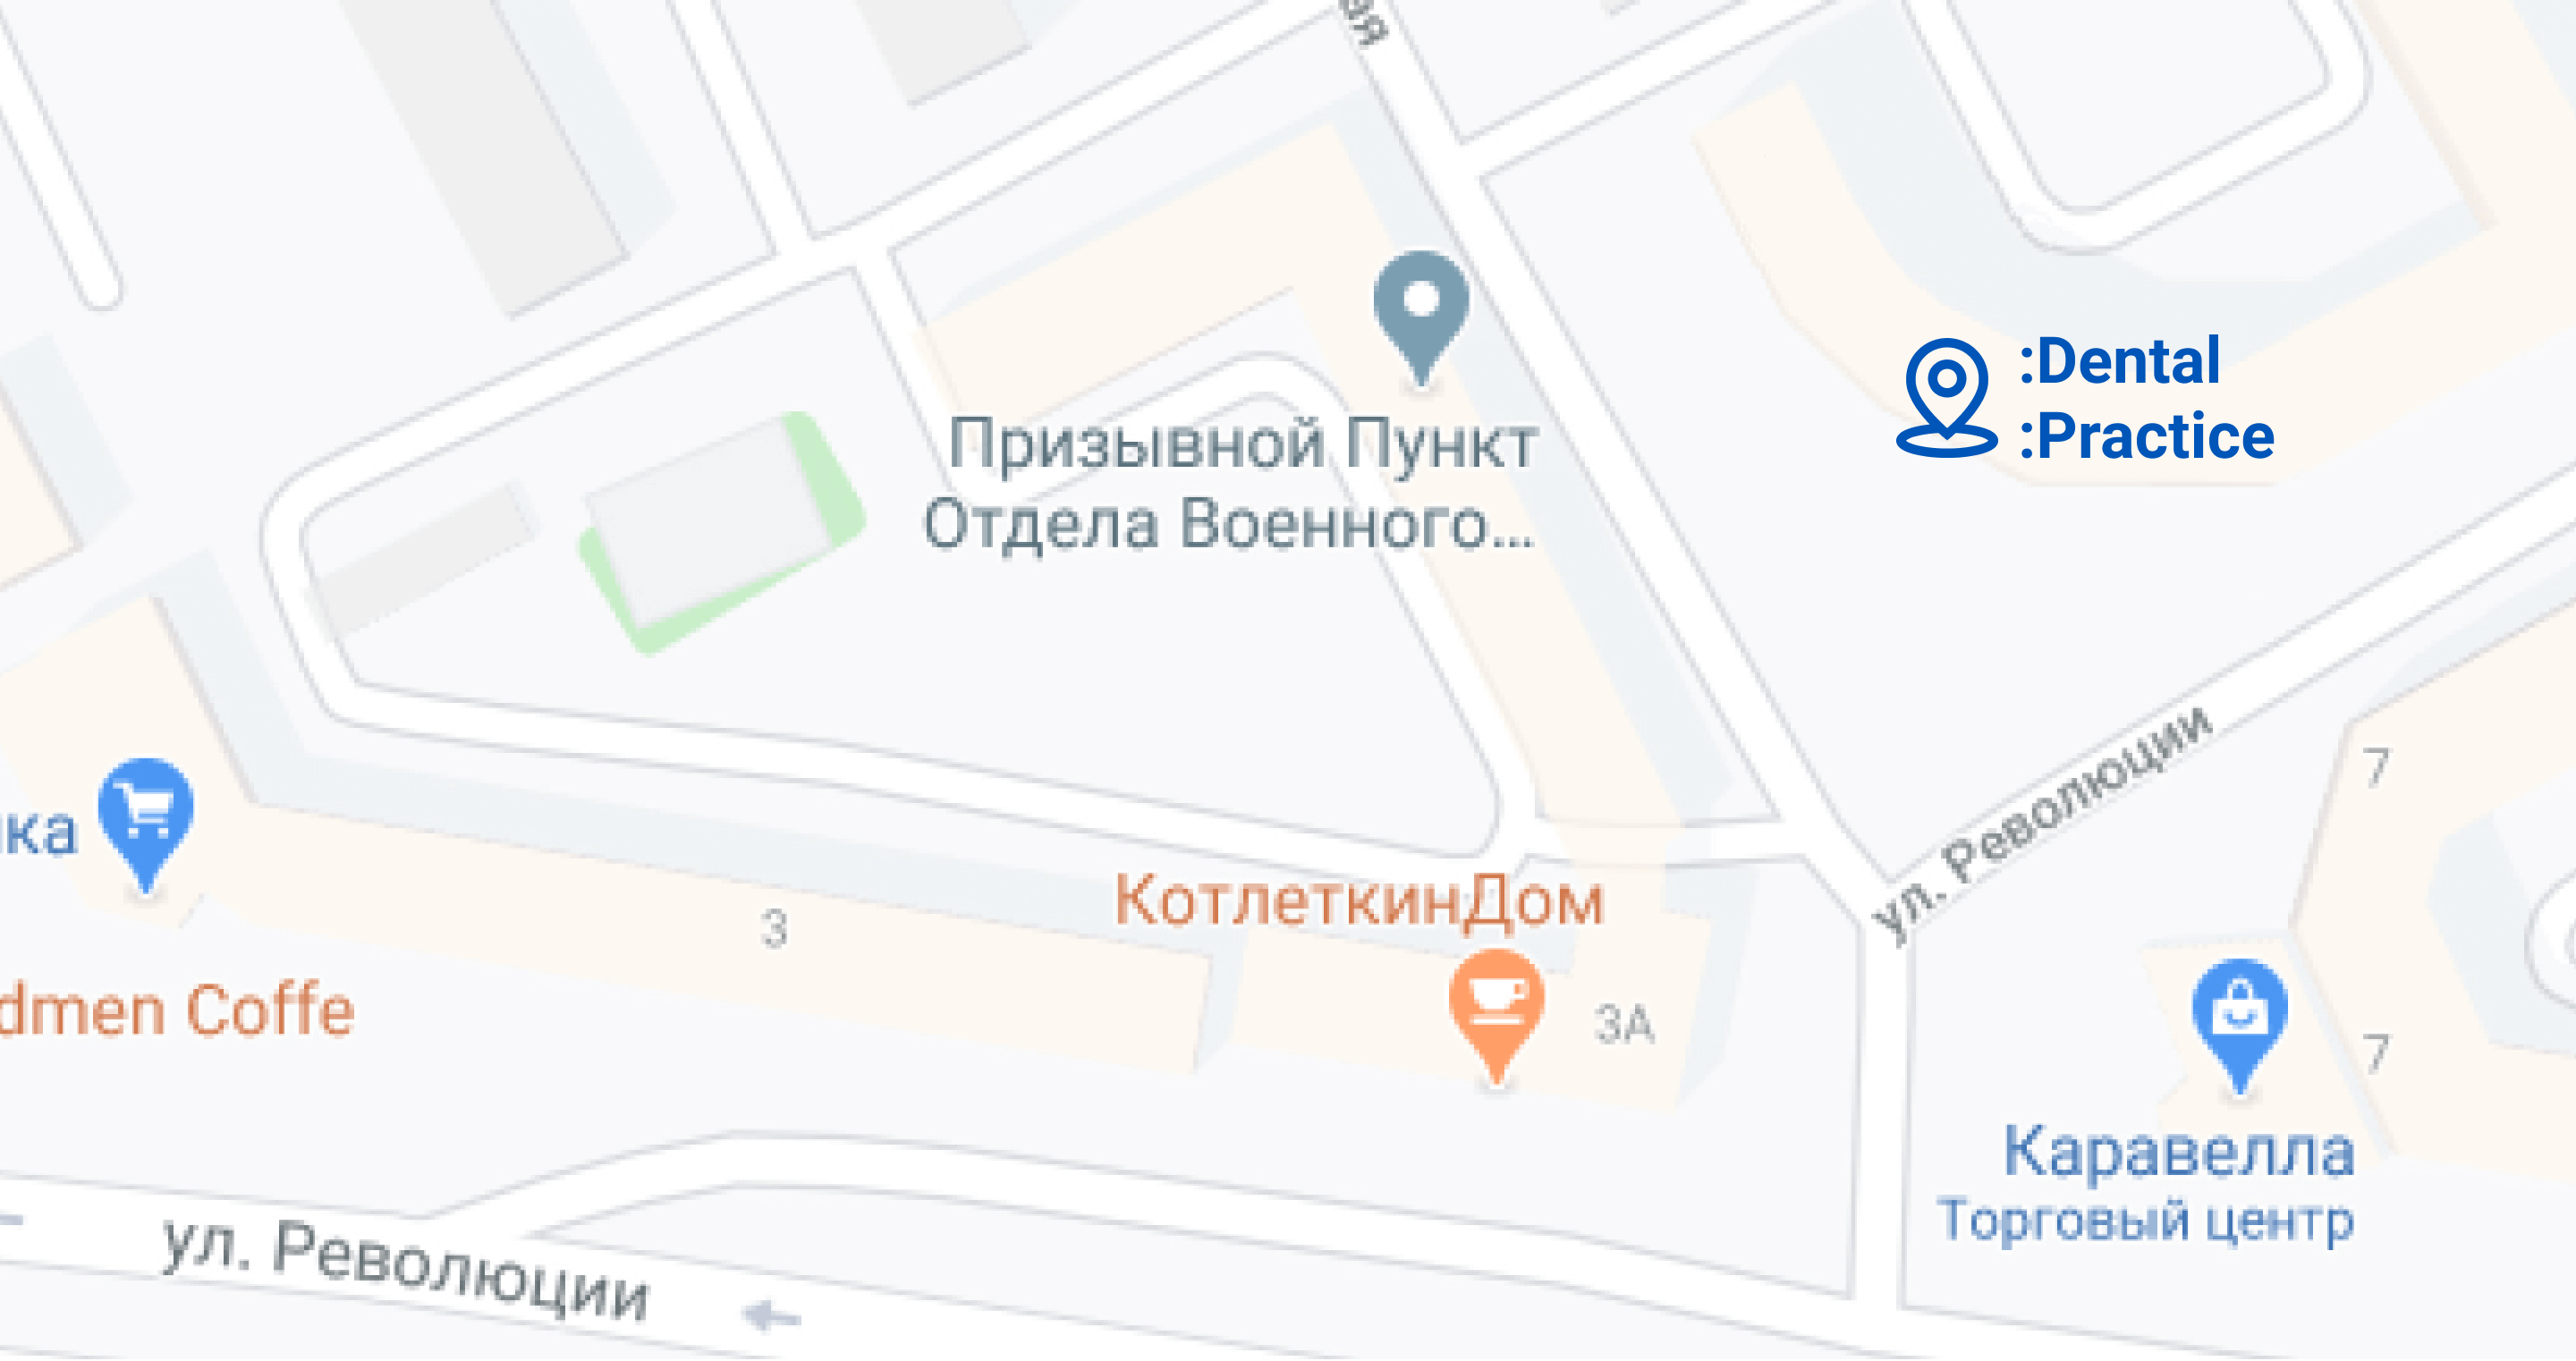 ая
:Dental
:Practice
Призывной Пункт
Отдела Военного...
ул. Революции
7
ка
КотлеткинДом
3
3А
dmen Coffe
7
Каравелла
Торговый центр
ул. Революции